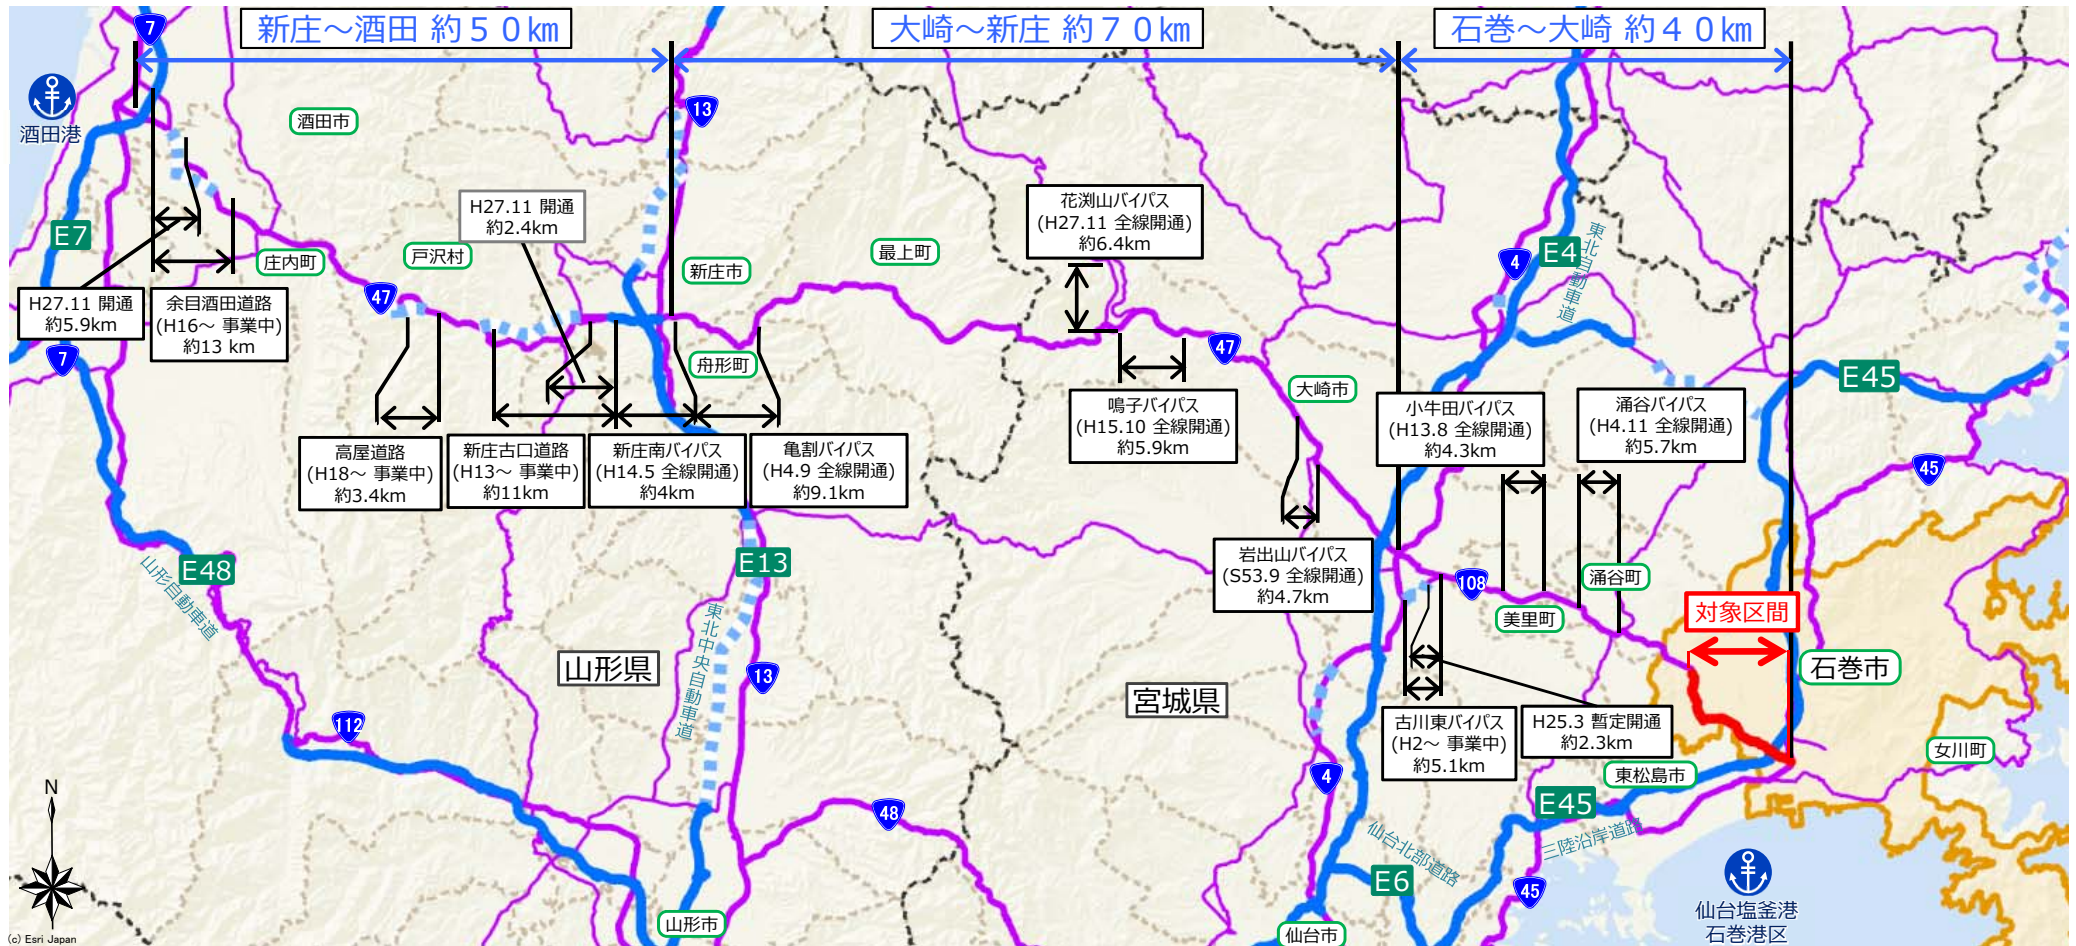 新庄～酒田 約５０㎞
大崎～新庄 約７０㎞
石巻～大崎 約４０㎞
7
酒田港
酒田市
13
H27.11 開通
約2.4km
花渕山バイパス
(H27.11 全線開通)
約6.4km
E7
庄内町
戸沢村
新庄市
最上町
4
E4
東北自動車道
H27.11 開通
約5.9km
余目酒田道路
(H16～ 事業中)
約13 km
47
7
舟形町
47
大崎市
E45
鳴子バイパス
(H15.10 全線開通)
約5.9km
小牛田バイパス
(H13.8 全線開通)
約4.3km
涌谷バイパス
(H4.11 全線開通)
約5.7km
45
高屋道路
(H18～ 事業中)
約3.4km
新庄古口道路
(H13～ 事業中)
約11km
新庄南バイパス
(H14.5 全線開通)
約4km
亀割バイパス
(H4.9 全線開通)
約9.1km
岩出山バイパス
(S53.9 全線開通)
約4.7km
E48
山形自動車道
E13
東北中央自動車道
108
涌谷町
美里町
対象区間
石巻市
山形県
13
宮城県
古川東バイパス
(H2～ 事業中)
約5.1km
H25.3 暫定開通
約2.3km
112
4
東松島市
女川町
N
48
E45
三陸沿岸道路
仙台北部道路
E6
45
仙台塩釜港
石巻港区
山形市
仙台市
(c) Esri Japan